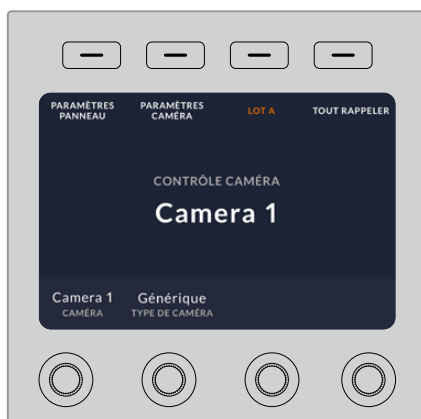 PARAMÈTRES PANNEAU
PARAMÈTRES CAMÉRA
LOT A
TOUT RAPPELER
CONTRÔLE CAMÉRA
Camera 1
Camera 1
CAMÉRA
Générique
TYPE DE CAMÉRA